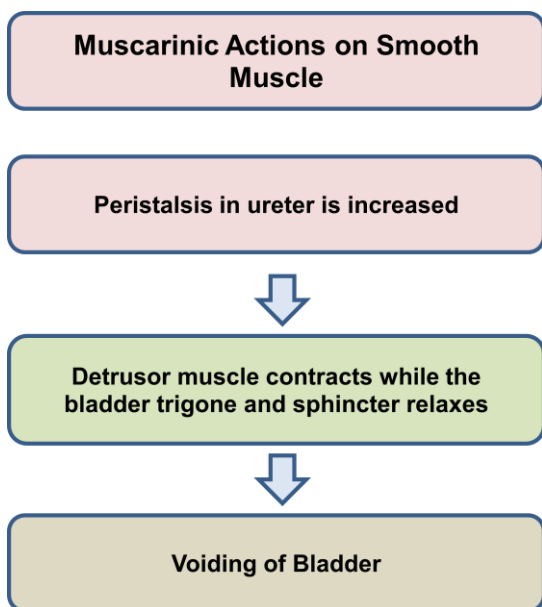 Muscarinic Actions on Smooth
Muscle
Peristalsis in ureter is increased
Detrusor muscle contracts while the
bladder trigone and sphincter relaxes
Voiding of Bladder